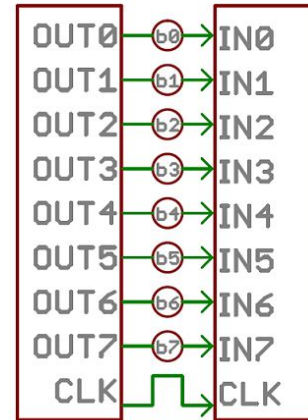 OUT0 b0 IN0
OUT1 b1 IN1
OUT2 b2 IN2
OUT3 b3 IN3
OUT4 b4 IN4
OUT5 b5 IN5
OUT6 b6 IN6
OUT7 b7 IN7
CLK CLK